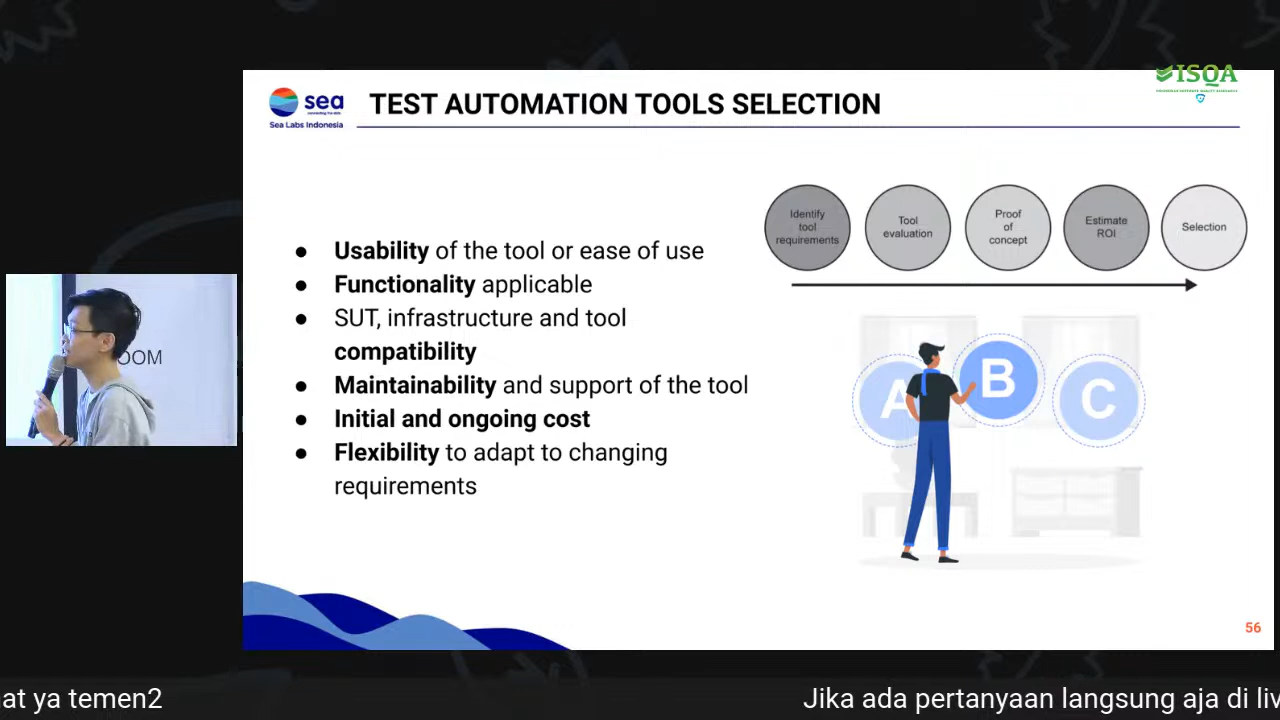 sea
Sea Labs Indonesia
TEST AUTOMATION TOOLS SELECTION
ISQA
Identify
tool
requirements
Tool
evaluation
Proof
of
concept
Estimate
ROI
Selection
● Usability of the tool or ease of use
● Functionality applicable
● SUT, infrastructure and tool
compatibility
● Maintainability and support of the tool
● Initial and ongoing cost
● Flexibility to adapt to changing
requirements
A
B
C
OOM
56
at ya temen2
Jika ada pertanyaan langsung aja di liv